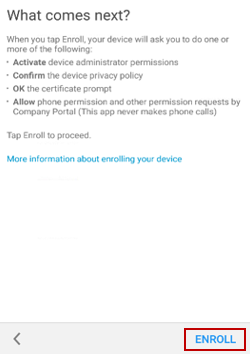 What comes next?
When you tap Enroll, your device will ask you to do one or
more of the following:
• Activate device administrator permissions
• Confirm the device privacy policy
• OK the certificate prompt
• Allow phone permission and other permission requests by
Company Portal (This app never makes phone calls)
Tap Enroll to proceed.
More information about enrolling your device
ENROLL